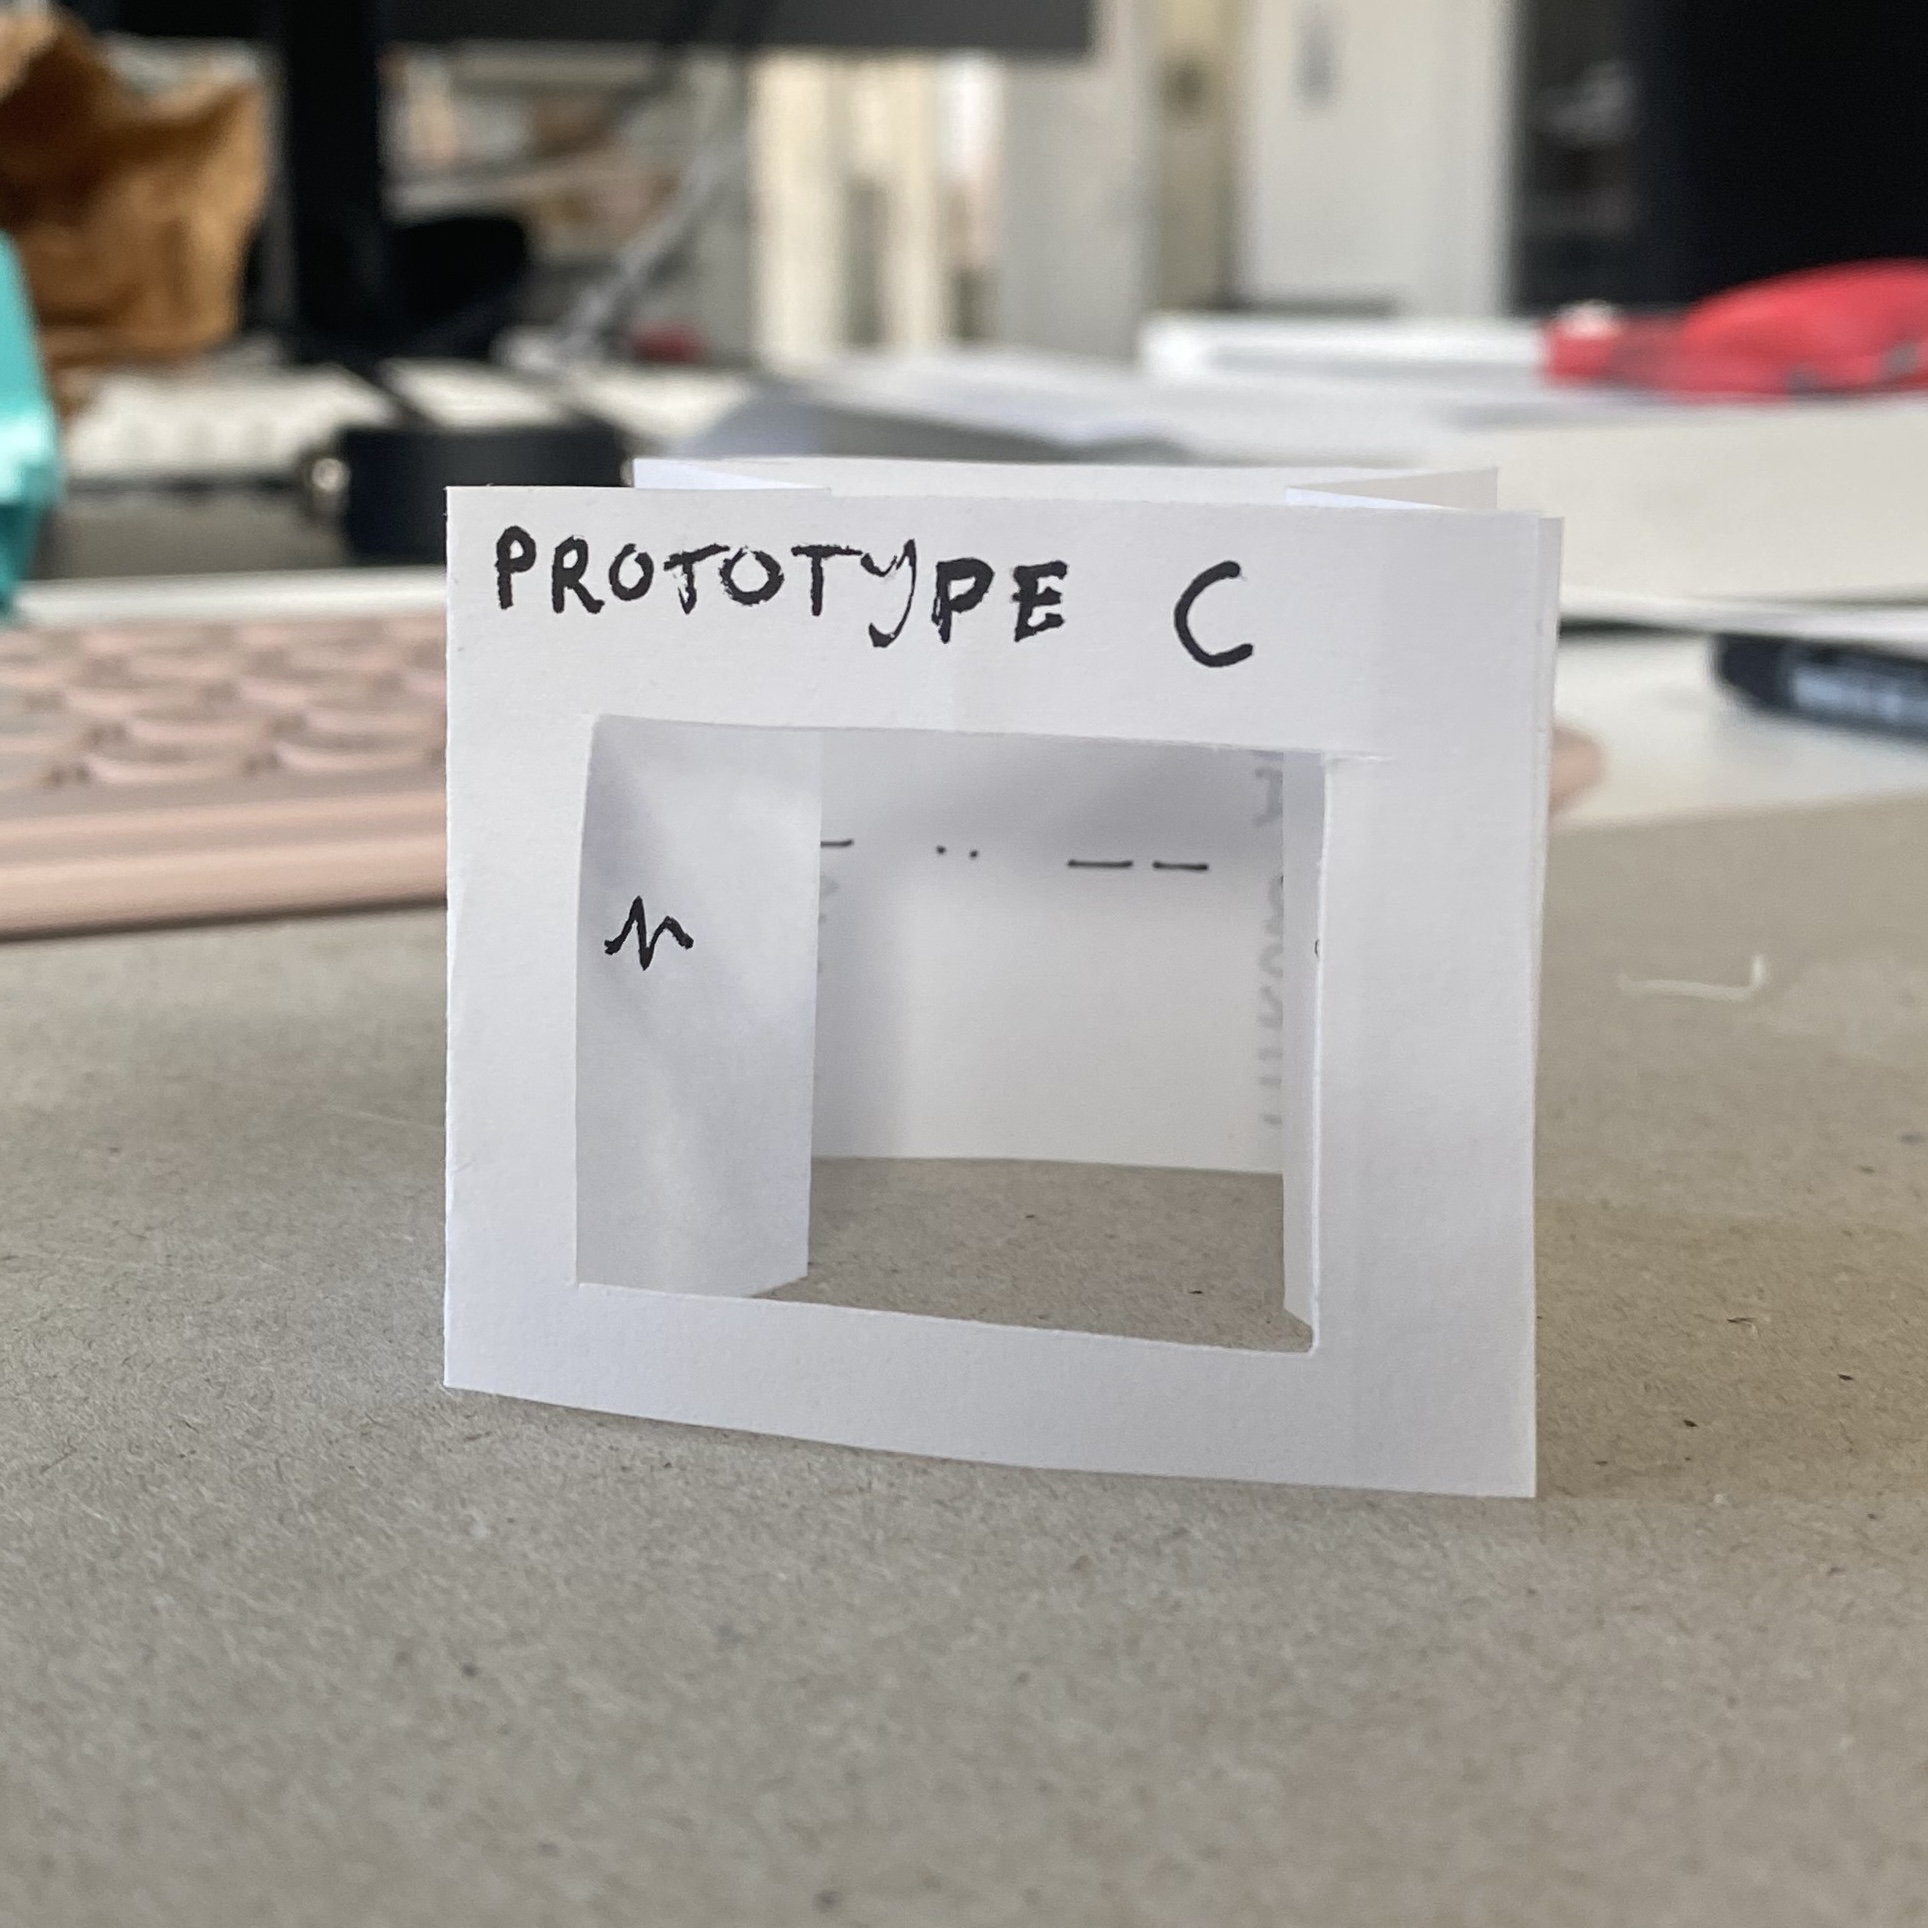 PROTOTYPE C
— .. — —